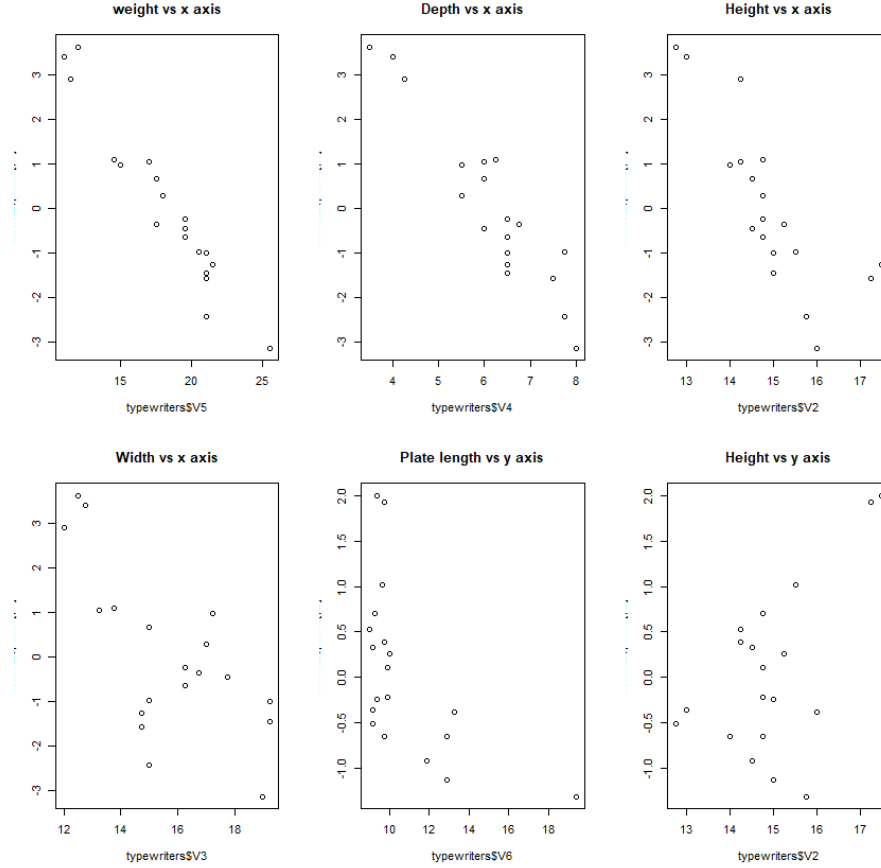 weight vs x axis
Depth vs x axis
Height vs x axis
3
2
1
0
-1
-2
-3
15 20 25
typewriters$V5
3
2
1
0
-1
-2
-3
4 5 6 7 8
typewriters$V4
3
2
1
0
-1
-2
-3
13 14 15 16 17
typewriters$V2
Width vs x axis
Plate length vs y axis
Height vs y axis
3
2
1
0
-1
-2
-3
12 14 16 18
typewriters$V3
2.0
1.5
1.0
0.5
0.0
-0.5
-1.0
10 12 14 16 18
typewriters$V6
2.0
1.5
1.0
0.5
0.0
-0.5
-1.0
13 14 15 16 17
typewriters$V2